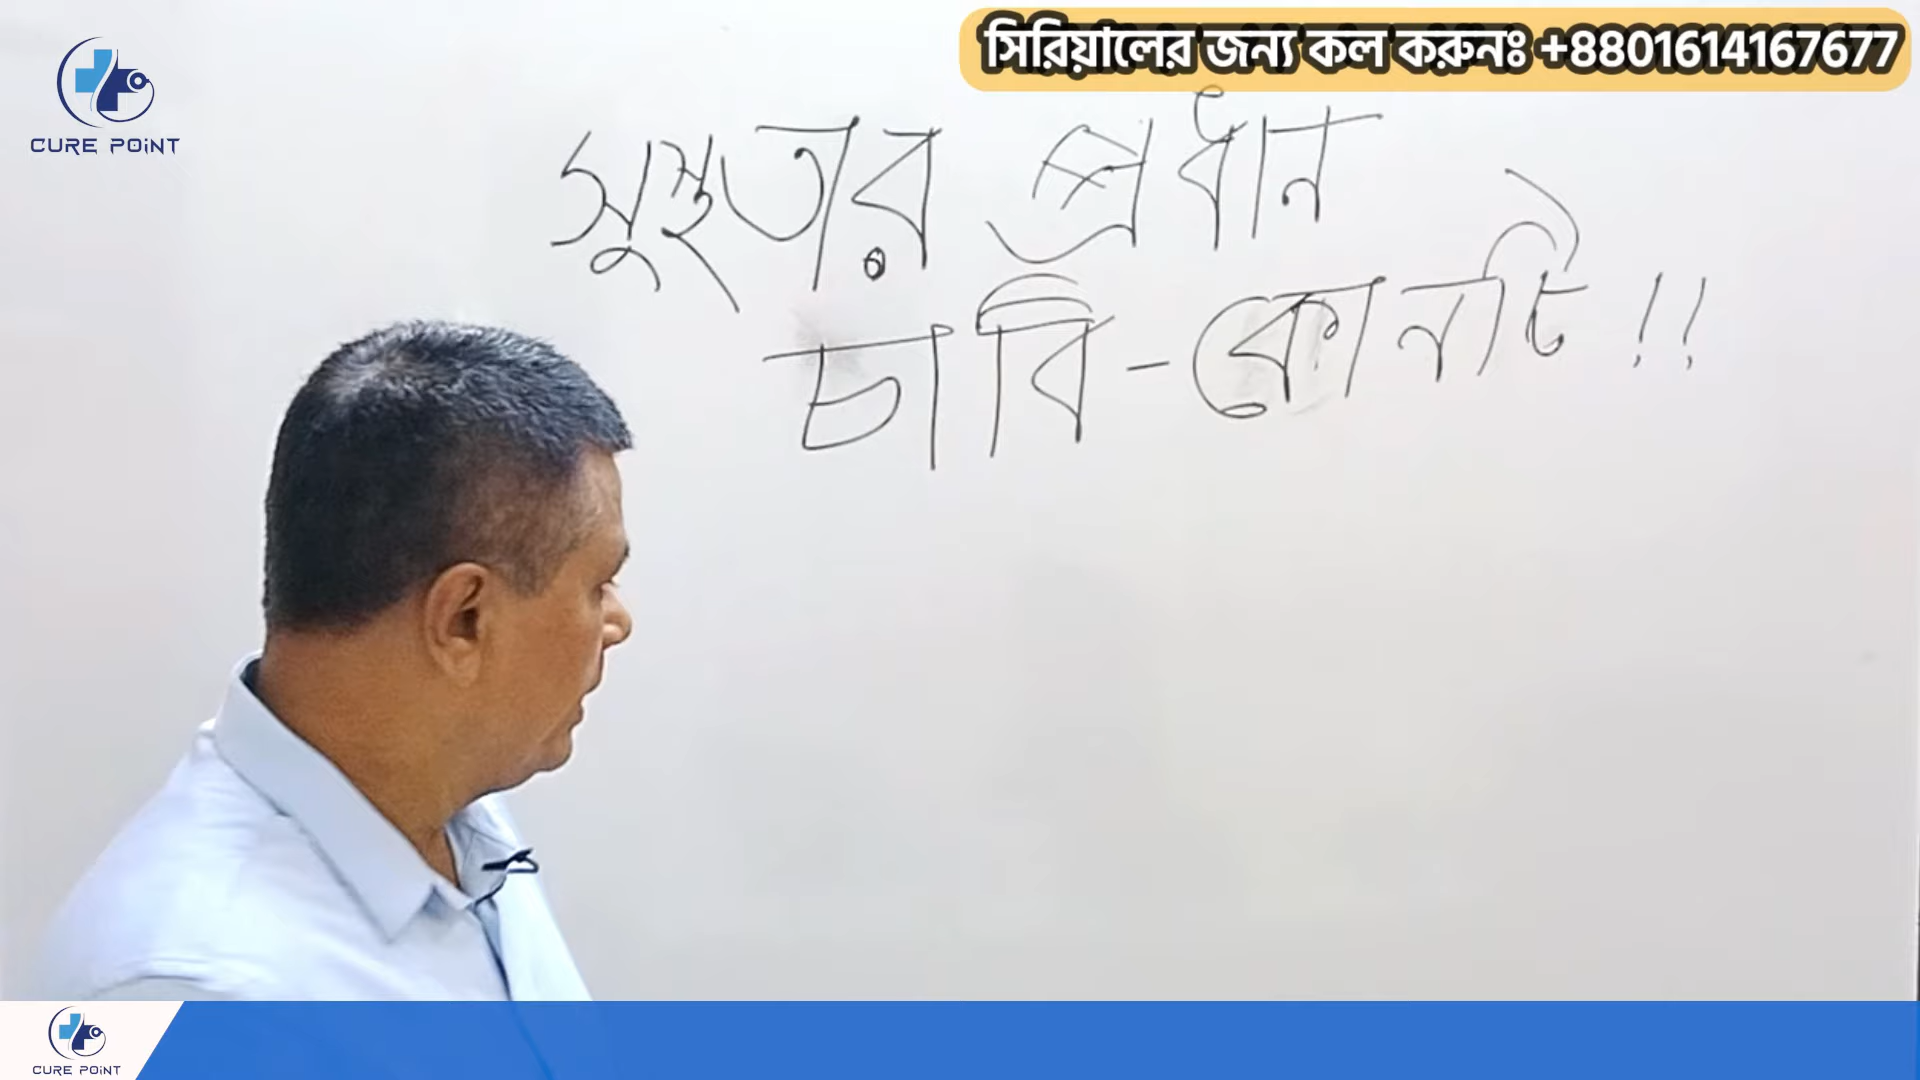 CURE POINT
সিরিয়ালের জন্য কল করুনঃ +8801614167677
সুস্থতার প্রধান
চাবি - কোনটি !!
CURE POINT